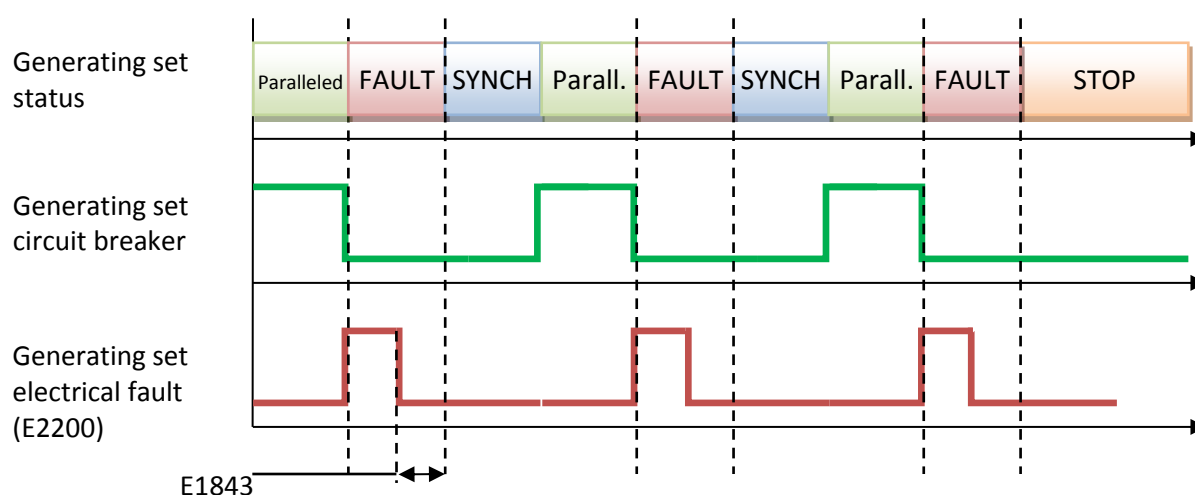 Generating set
status
Paralleled FAULT SYNCH Parall. FAULT SYNCH Parall. FAULT STOP
Generating set
circuit breaker
Generating set
electrical fault
(E2200)
E1843